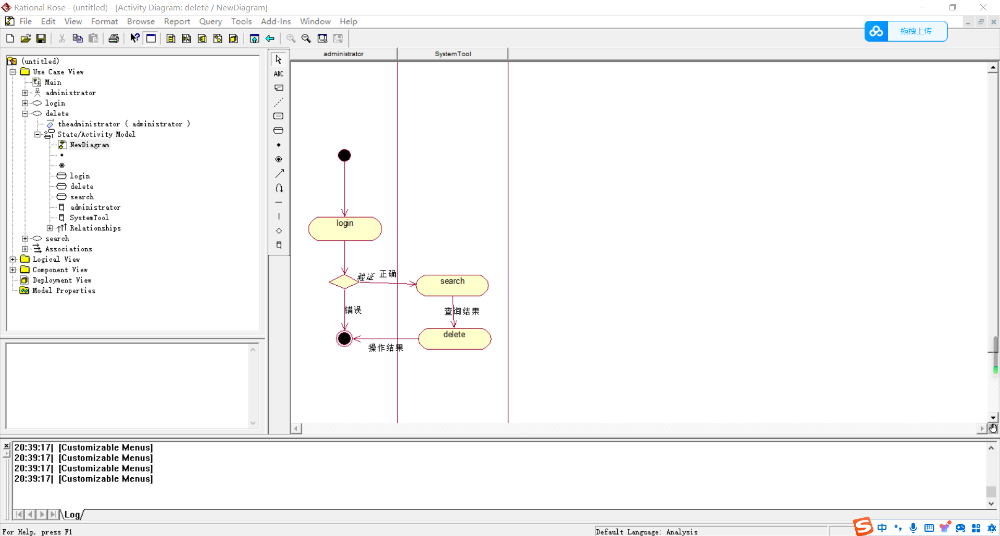 Rational Rose - (untitled) - [Activity Diagram: delete / NewDiagram]
File Edit View Format Browse Report Query Tools Add-Ins Window Help
拖拽上传
(untitled)
Use Case View
Main
administrator
login
delete
theadministrator ( administrator )
State/Activity Model
NewDiagram
login
delete
search
administrator
SystemTool
Relationships
search
Associations
Logical View
Component View
Deployment View
Model Properties
ABC
administrator SystemTool
login
验证 正确
search
错误
查询结果
delete
操作结果
20:39:17| [Customizable Menus]
20:39:17| [Customizable Menus]
20:39:17| [Customizable Menus]
20:39:17| [Customizable Menus]
Log
For Help, press F1
Default Language: Analysis
S 中